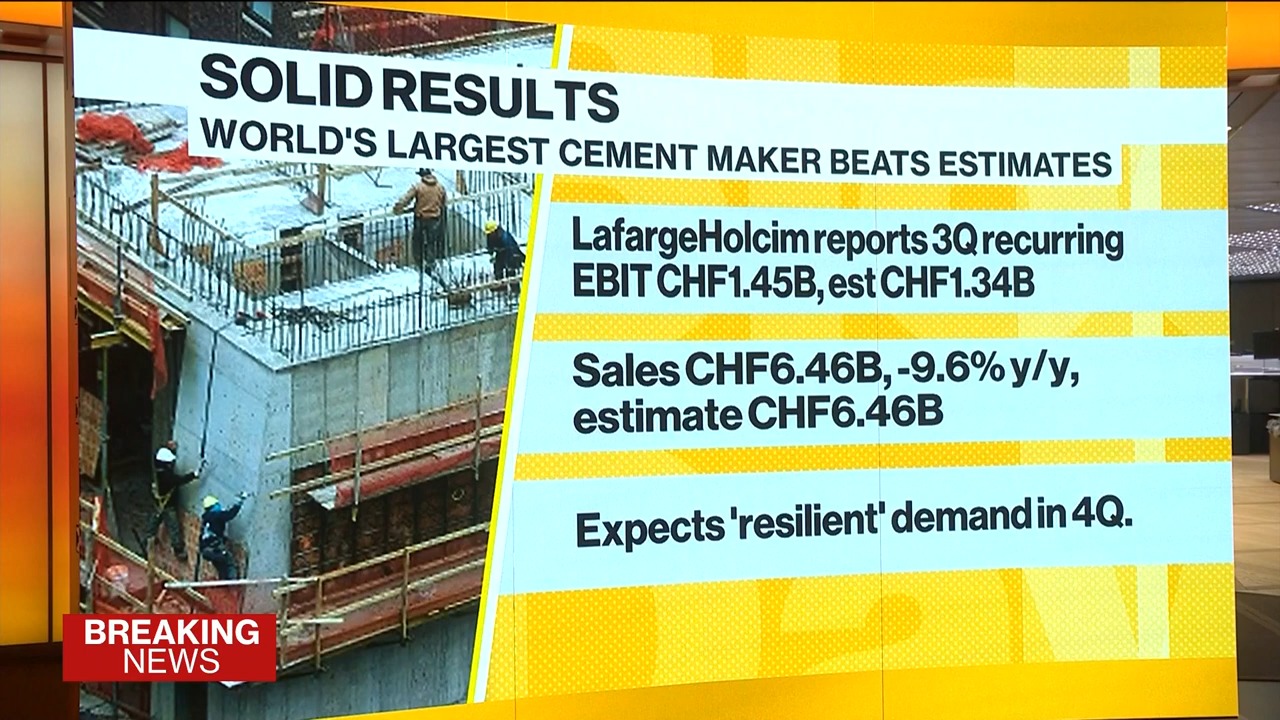 SOLID RESULTS
WORLD'S LARGEST CEMENT MAKER BEATS ESTIMATES
LafargeHolcim reports 3Q recurring
EBIT CHF1.45B, est CHF1.34B
Sales CHF6.46B, -9.6% y/y,
estimate CHF6.46B
Expects 'resilient' demand in 4Q.
BREAKING
NEWS